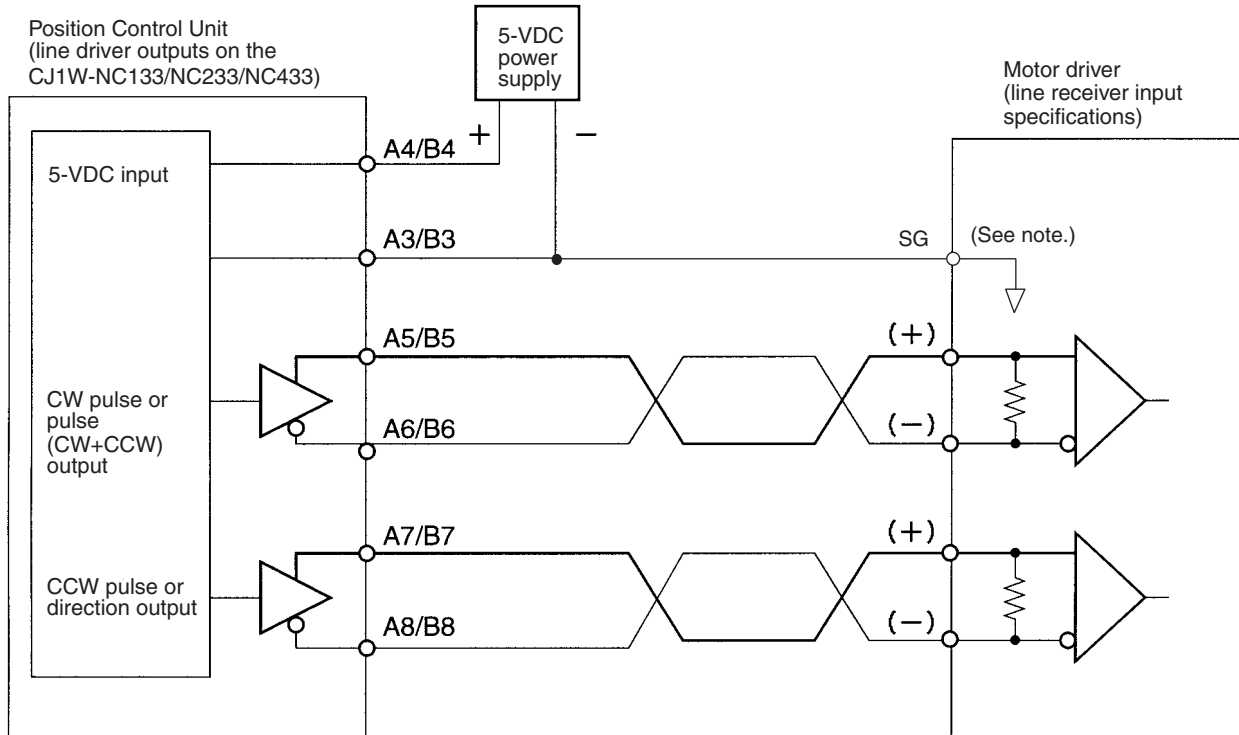 Position Control Unit
(line driver outputs on the
CJ1W-NC133/NC233/NC433)
5-VDC
power
supply
Motor driver
(line receiver input
specifications)
+
−
A4/B4
5-VDC input
A3/B3
SG
(See note.)
A5/B5
(+)
CW pulse or
pulse
(CW+CCW)
output
A6/B6
(−)
A7/B7
(+)
CCW pulse or
direction output
A8/B8
(−)